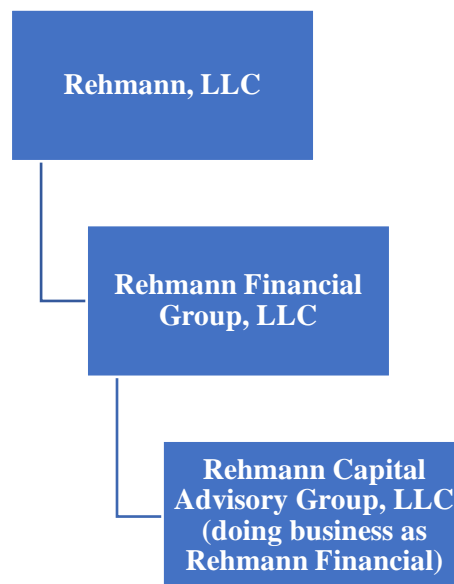 Rehmann, LLC
Rehmann Financial
Group, LLC
Rehmann Capital
Advisory Group, LLC
(doing business as
Rehmann Financial)